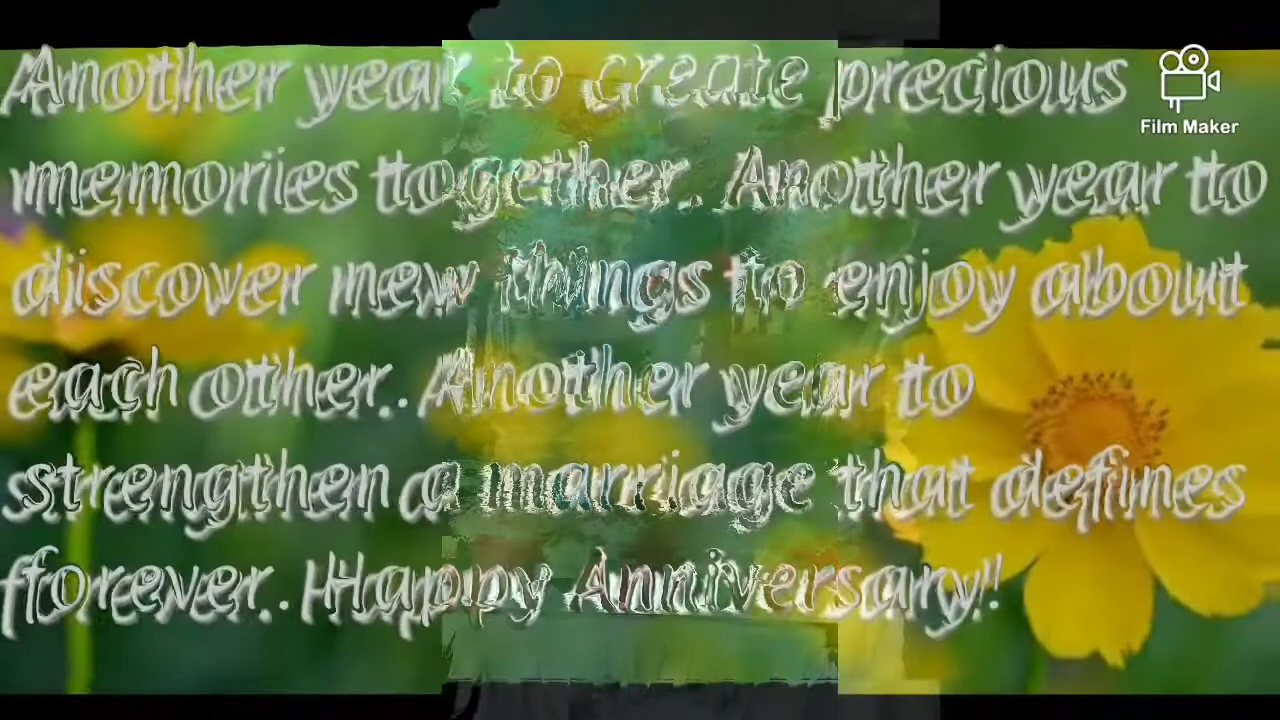 Another year to create precious
Film Maker
memories together. Another year to
discover new things to enjoy about
each other. Another year to
strengthen a marriage that defines
forever. Happy Anniversary!